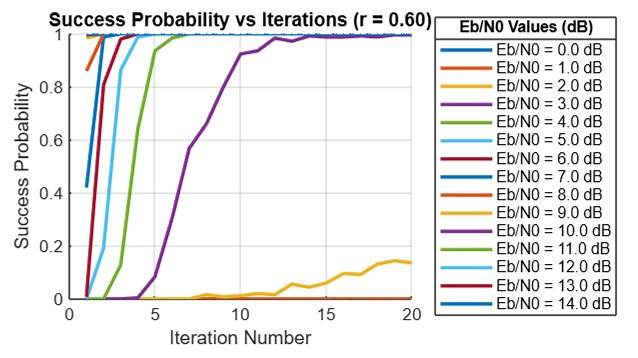 Success Probability vs Iterations (r = 0.60)
Success Probability
1
0.8
0.6
0.4
0.2
0
0
5
10
15
20
Iteration Number
Eb/N0 Values (dB)
Eb/N0 = 0.0 dB
Eb/N0 = 1.0 dB
Eb/N0 = 2.0 dB
Eb/N0 = 3.0 dB
Eb/N0 = 4.0 dB
Eb/N0 = 5.0 dB
Eb/N0 = 6.0 dB
Eb/N0 = 7.0 dB
Eb/N0 = 8.0 dB
Eb/N0 = 9.0 dB
Eb/N0 = 10.0 dB
Eb/N0 = 11.0 dB
Eb/N0 = 12.0 dB
Eb/N0 = 13.0 dB
Eb/N0 = 14.0 dB